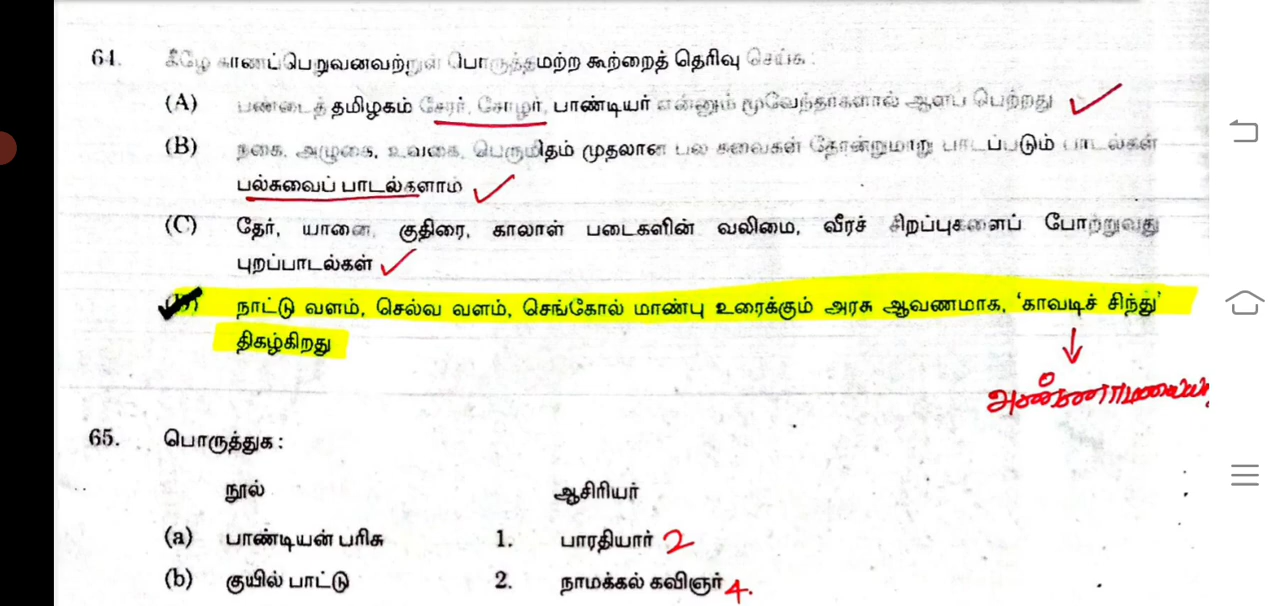 64. கீழே காணப்பெறுவனவற்றுள் பொருத்தமற்ற கூற்றைத் தெரிவு செய்க :
(A) பண்டைத் தமிழகம் சேரர், சோழர், பாண்டியர் என்னும் மூவேந்தர்களால் ஆளப் பெற்றது
(B) நகை, அழுகை, உவகை, பெருமிதம் முதலான பல சுவைகள் தோன்றுமாறு பாடப்படும் பாடல்கள்
பல்சுவைப் பாடல்களாம்
(C) தேர், யானை, குதிரை, காலாள் படைகளின் வலிமை, வீரச் சிறப்புகளைப் போற்றுவது
புறப்பாடல்கள்
நாட்டு வளம், செல்வ வளம், செங்கோல் மாண்பு உரைக்கும் அரசு ஆவணமாக, 'காவடிச் சிந்து'
திகழ்கிறது
65. பொருத்துக :
நூல் ஆசிரியர்
(a) பாண்டியன் பரிசு 1. பாரதியார் 2
(b) குயில் பாட்டு 2. நாமக்கல் கவிஞர் 4.